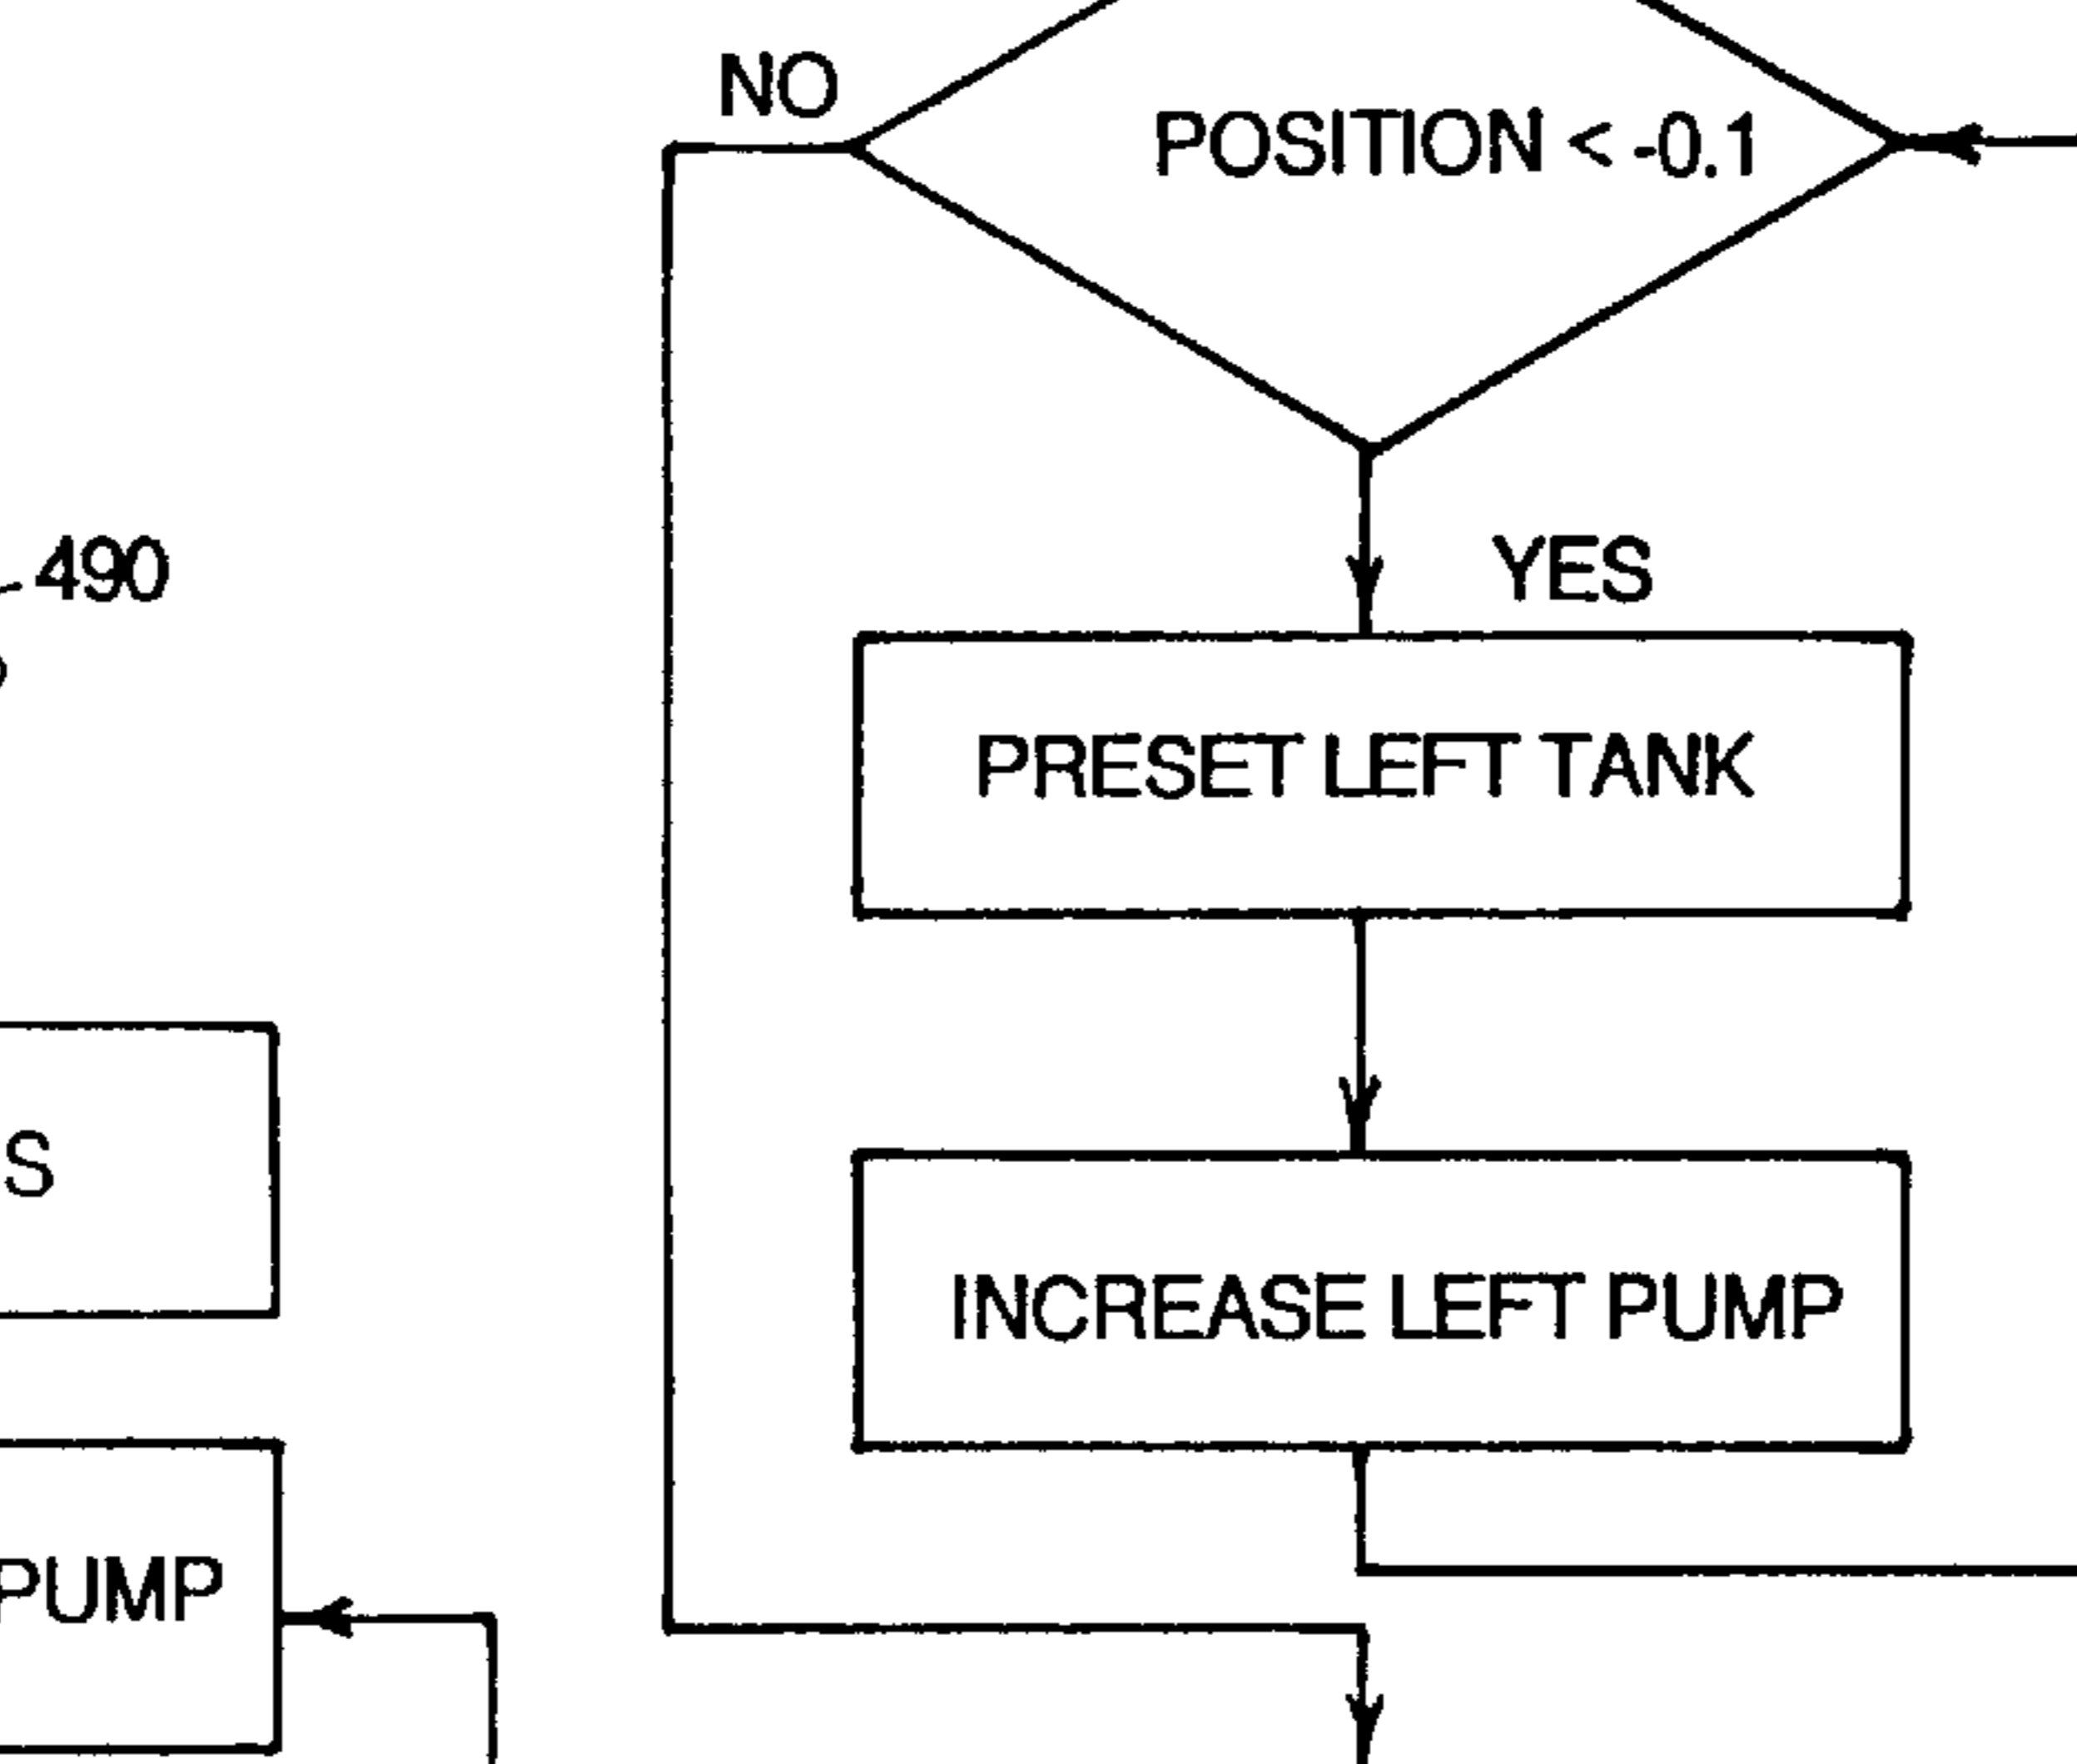 NO
POSITION < -0.1
490
YES
PRESET LEFT TANK
S
INCREASE LEFT PUMP
PUMP